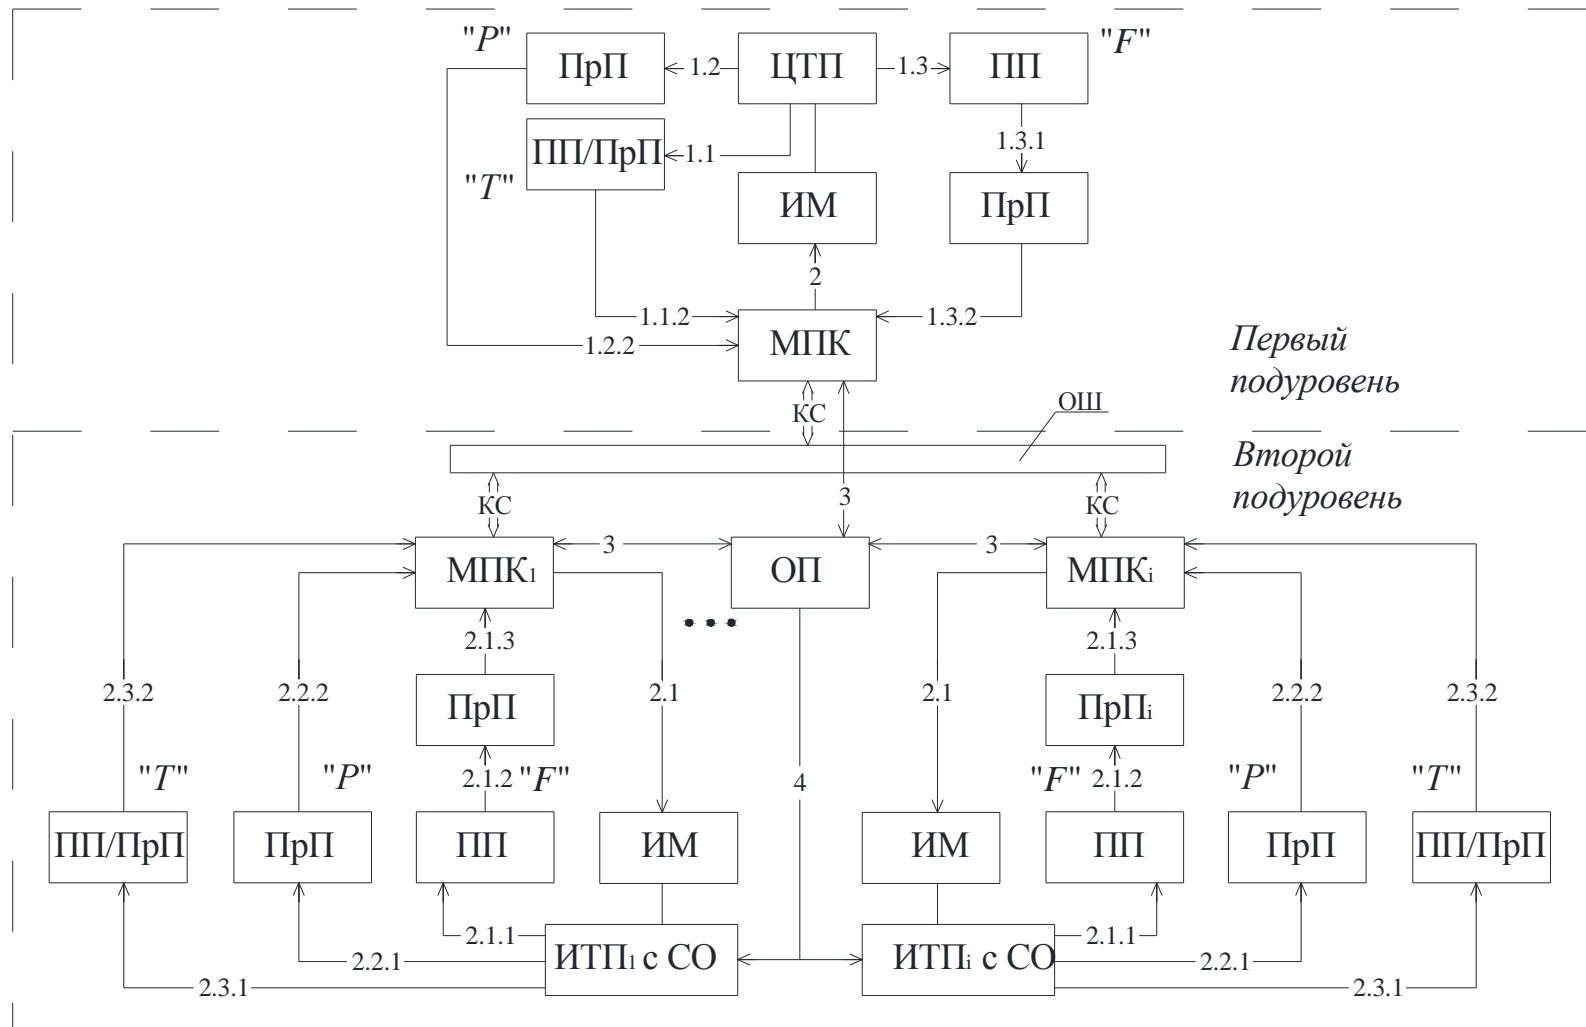 "P"
ПрП
1.2
ЦТП
1.3
ПП
"F"
ПП/ПрП
1.1
1.3.1
"T"
ИМ
ПрП
2
1.1.2
1.3.2
1.2.2
МПК
Первый
подуровень
КС
ОШ
Второй
подуровень
КС
3
КС
МПК1
3
ОП
3
МПКi
2.1.3
2.1.3
2.3.2
2.2.2
ПрП
2.1
2.1
ПрПi
2.2.2
2.3.2
"T"
"P"
2.1.2
"F"
4
"F"
2.1.2
"P"
"T"
ПП/ПрП
ПрП
ПП
ИМ
ИМ
ПП
ПрП
ПП/ПрП
2.1.1
2.1.1
2.2.1
ИТП1 с СО
ИТПi с СО
2.2.1
2.3.1
2.3.1